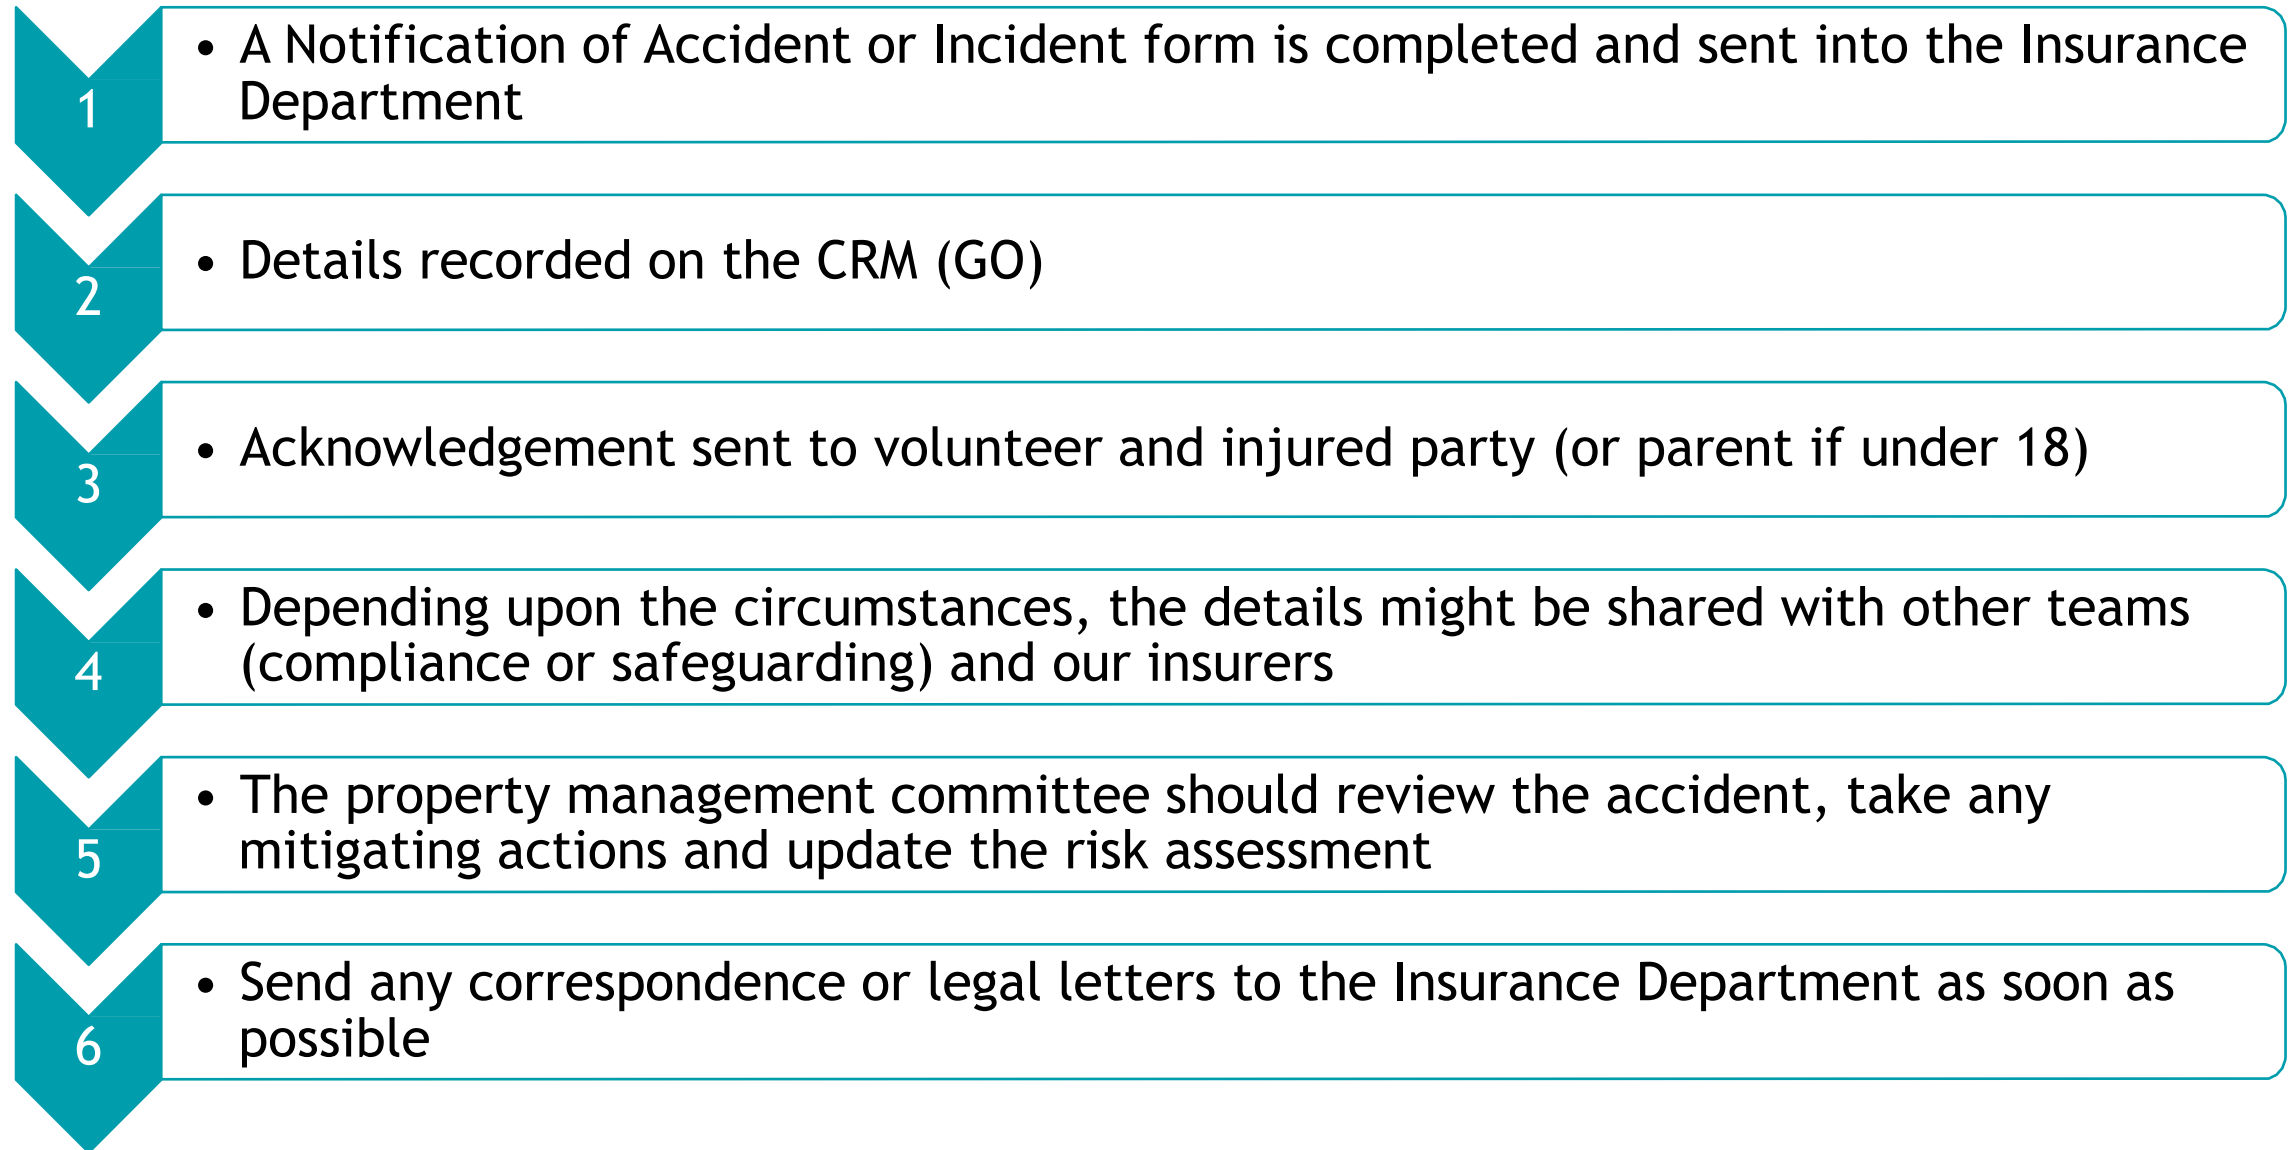 1
• A Notification of Accident or Incident form is completed and sent into the Insurance
Department
2
• Details recorded on the CRM (GO)
3
• Acknowledgement sent to volunteer and injured party (or parent if under 18)
4
• Depending upon the circumstances, the details might be shared with other teams
(compliance or safeguarding) and our insurers
5
• The property management committee should review the accident, take any
mitigating actions and update the risk assessment
6
• Send any correspondence or legal letters to the Insurance Department as soon as
possible